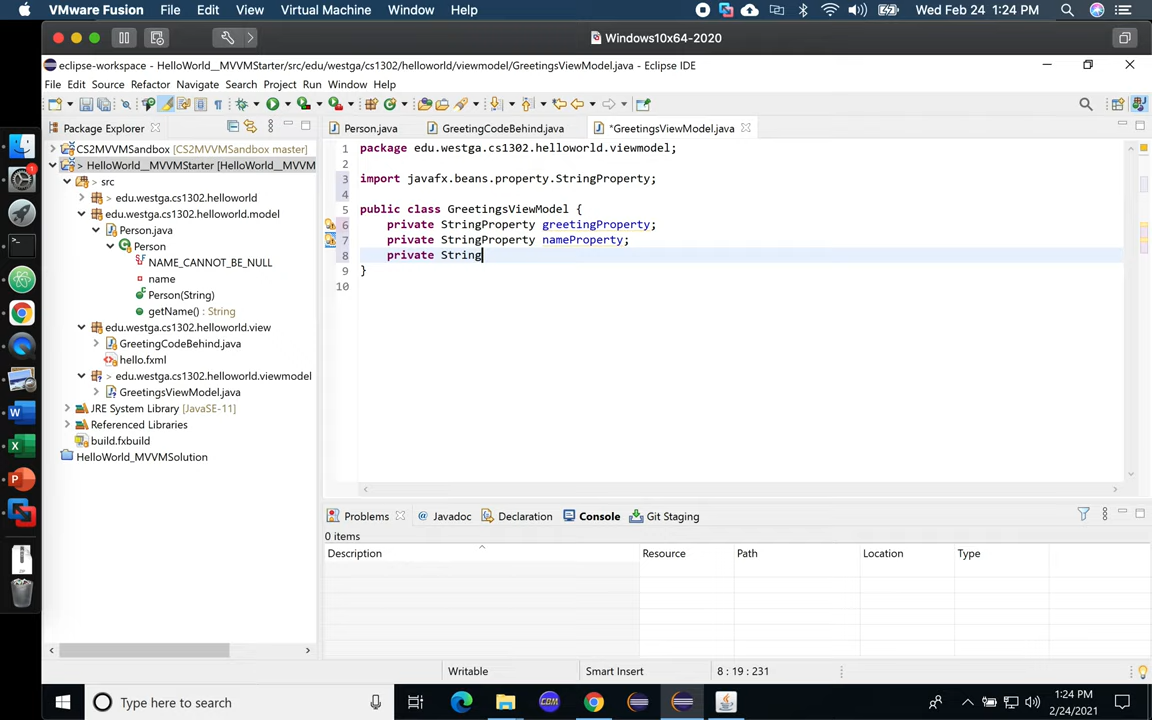 VMware Fusion File Edit View Virtual Machine Window Help Wed Feb 24 1:24 PM
Windows10x64-2020
eclipse-workspace - HelloWorld__MVVMStarter/src/edu/westga/cs1302/helloworld/viewmodel/GreetingsViewModel.java - Eclipse IDE
File Edit Source Refactor Navigate Search Project Run Window Help
Package Explorer Person.java GreetingCodeBehind.java *GreetingsViewModel.java
CS2MVVMSandbox [CS2MVVMSandbox master]
> HelloWorld__MVVMStarter [HelloWorld__MVVM
> src
> edu.westga.cs1302.helloworld
edu.westga.cs1302.helloworld.model
Person.java
Person
NAME_CANNOT_BE_NULL
name
Person(String)
getName() : String
edu.westga.cs1302.helloworld.view
GreetingCodeBehind.java
hello.fxml
> edu.westga.cs1302.helloworld.viewmodel
GreetingsViewModel.java
JRE System Library [JavaSE-11]
Referenced Libraries
build.fxbuild
HelloWorld_MVVMSolution
1 package edu.westga.cs1302.helloworld.viewmodel;
2
3 import javafx.beans.property.StringProperty;
4
5 public class GreetingsViewModel {
6 private StringProperty greetingProperty;
7 private StringProperty nameProperty;
8 private String
9 }
10
Problems Javadoc Declaration Console Git Staging
0 items
Description Resource Path Location Type
Writable Smart Insert 8 : 19 : 231
Type here to search
1:24 PM
2/24/2021